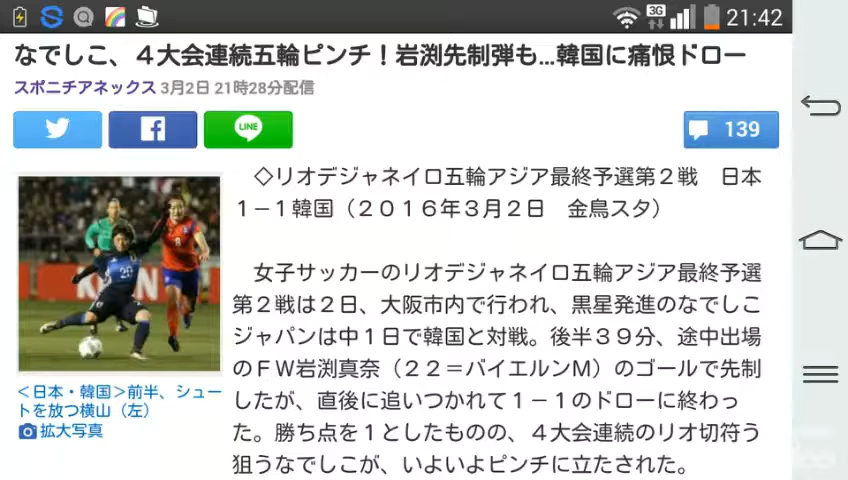 3G
21:42
なでしこ、４大会連続五輪ピンチ！岩渕先制弾も...韓国に痛恨ドロー
スポニチアネックス 3月2日 21時28分配信
LINE
139
◇リオデジャネイロ五輪アジア最終予選第２戦　日本
１－１韓国（２０１６年３月２日　金鳥スタ）
女子サッカーのリオデジャネイロ五輪アジア最終予選
第２戦は２日、大阪市内で行われ、黒星発進のなでしこ
ジャパンは中１日で韓国と対戦。後半３９分、途中出場
のＦＷ岩渕真奈（２２＝バイエルンＭ）のゴールで先制
したが、直後に追いつかれて１－１のドローに終わっ
た。勝ち点を１としたものの、４大会連続のリオ切符う
狙うなでしこが、いよいよピンチに立たされた。
＜日本・韓国＞前半、シュー
トを放つ横山（左）
拡大写真